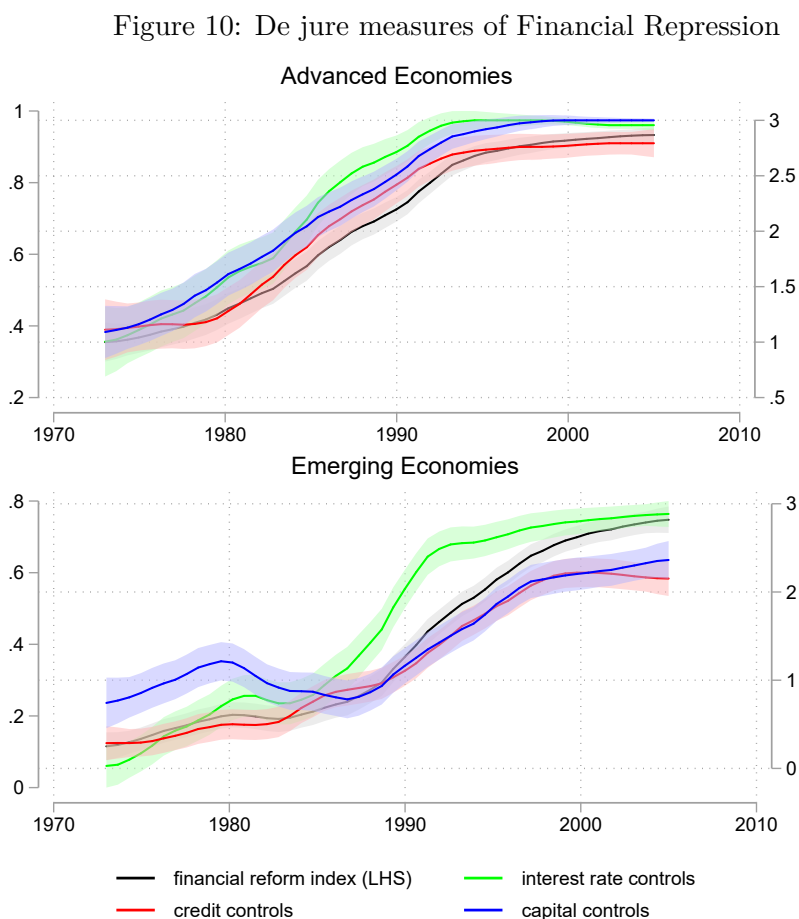 Figure 10: De jure measures of Financial Repression
Advanced Economies
1
.8
.6
.4
.2
3
2.5
2
1.5
1
.5
1970 1980 1990 2000 2010
Emerging Economies
.8
.6
.4
.2
0
3
2
1
0
1970 1980 1990 2000 2010
financial reform index (LHS) interest rate controls
credit controls capital controls